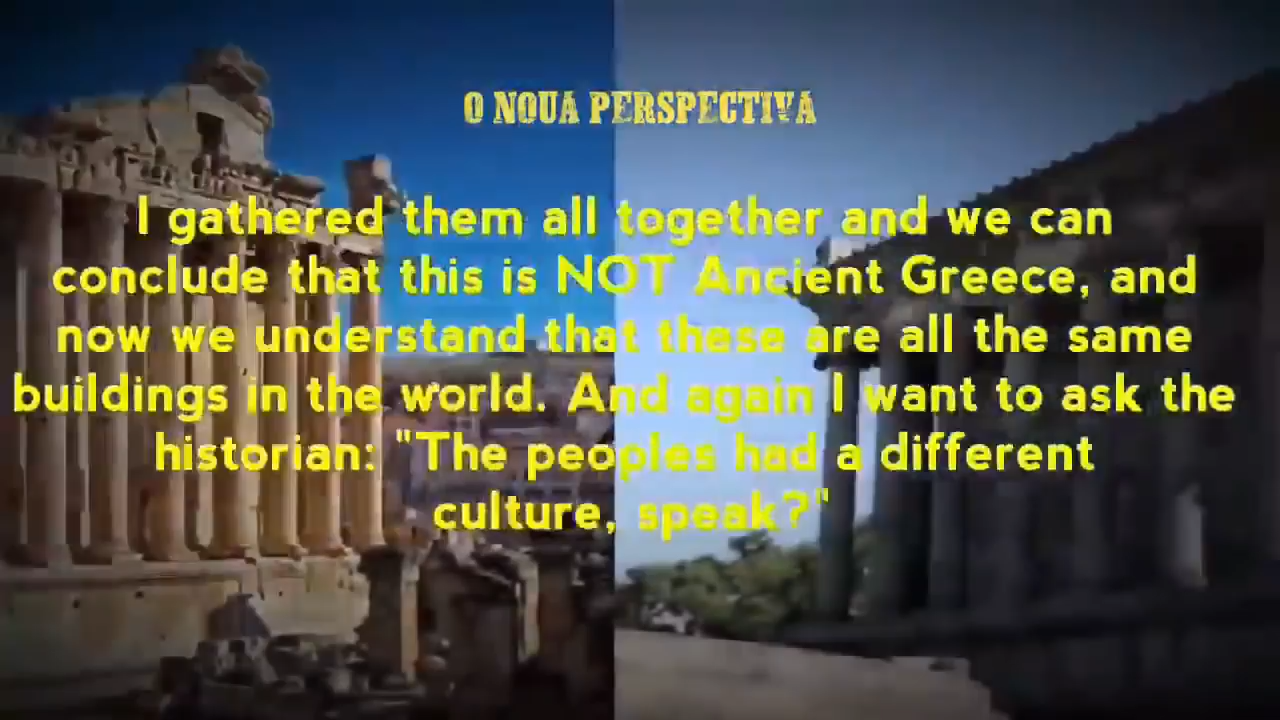 O NOUA PERSPECTIVA
I gathered them all together and we can
conclude that this is NOT Ancient Greece, and
now we understand that these are all the same
buildings in the world. And again I want to ask the
historian: "The peoples had a different
culture, speak?"